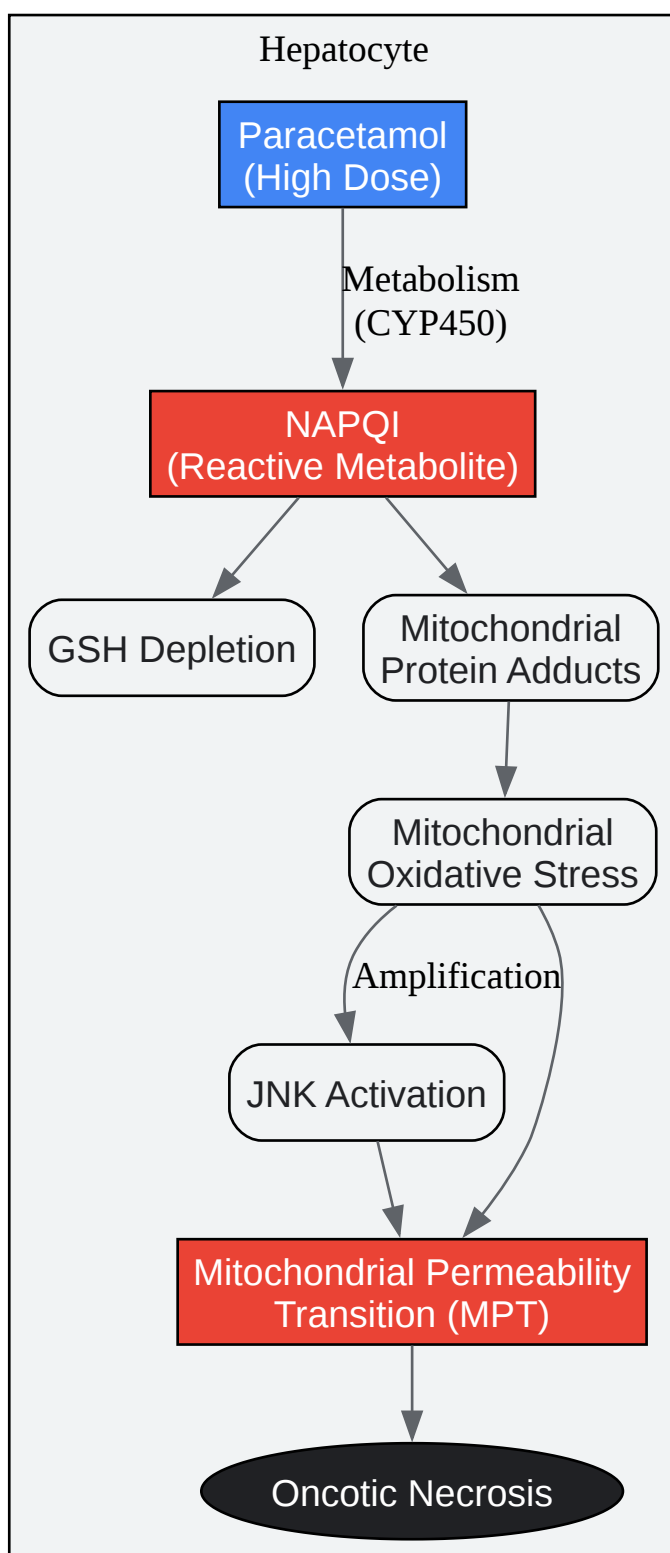 Hepatocyte
Paracetamol
(High Dose)
Metabolism
(CYP450)
NAPQI
(Reactive Metabolite)
GSH Depletion
Mitochondrial
Protein Adducts
Mitochondrial
Oxidative Stress
Amplification
JNK Activation
Mitochondrial Permeability
Transition (MPT)
Oncotic Necrosis